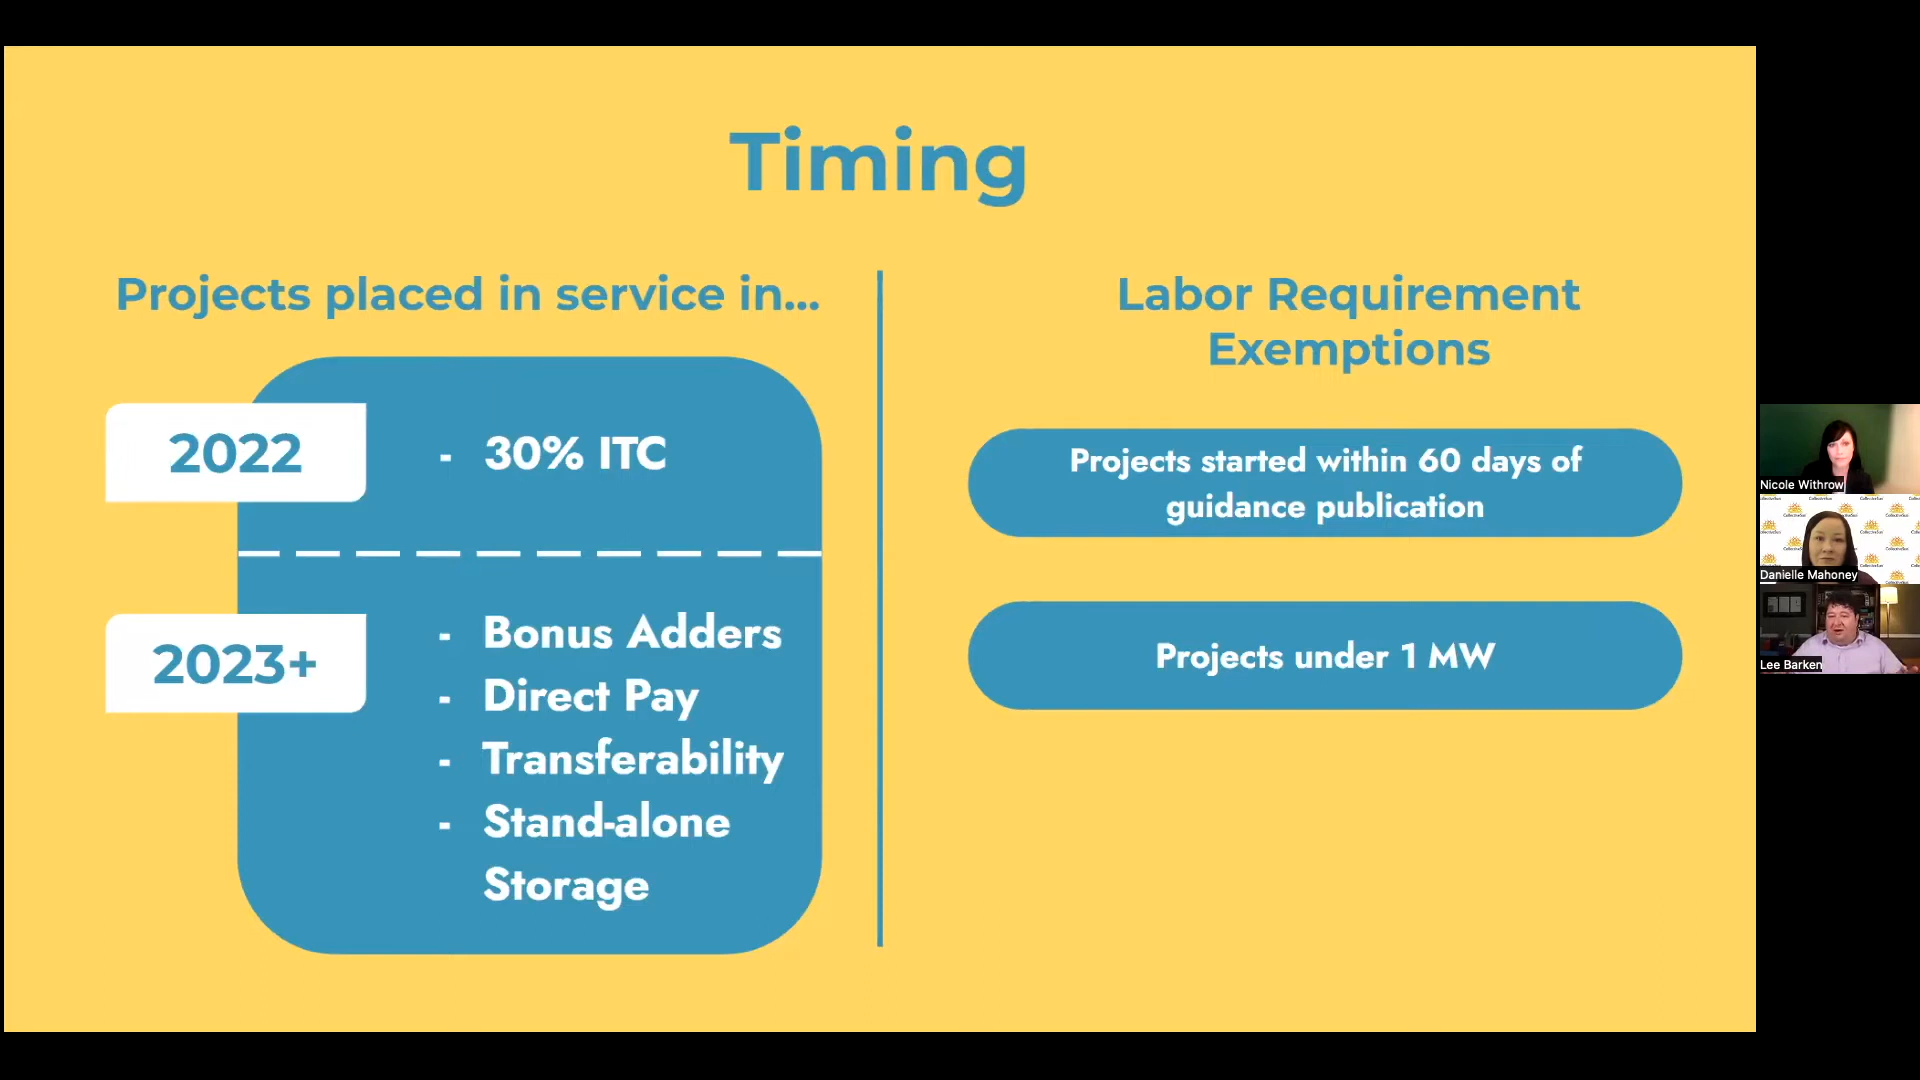 Timing
Projects placed in service in...
2022
- 30% ITC
2023+
- Bonus Adders
- Direct Pay
- Transferability
- Stand-alone
Storage
Labor Requirement
Exemptions
Projects started within 60 days of
guidance publication
Projects under 1 MW
Nicole Withrow
CollectiveSun
Danielle Mahoney
Lee Barken